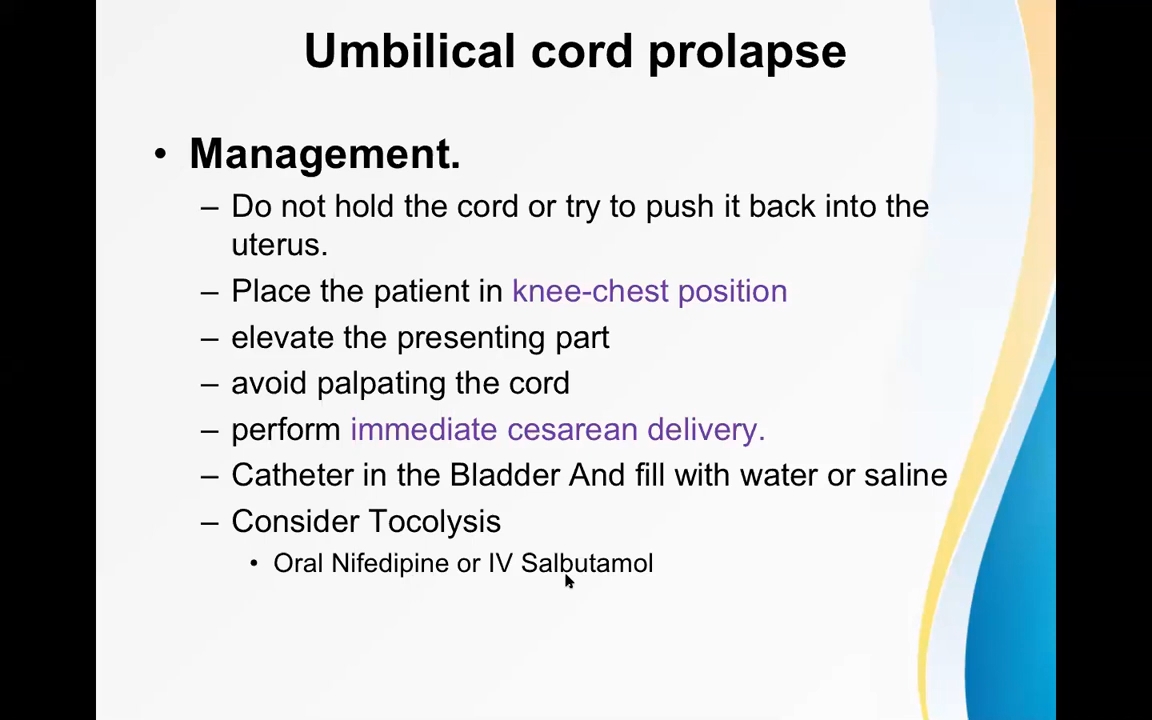 Umbilical cord prolapse
• Management.
– Do not hold the cord or try to push it back into the
uterus.
– Place the patient in knee-chest position
– elevate the presenting part
– avoid palpating the cord
– perform immediate cesarean delivery.
– Catheter in the Bladder And fill with water or saline
– Consider Tocolysis
• Oral Nifedipine or IV Salbutamol